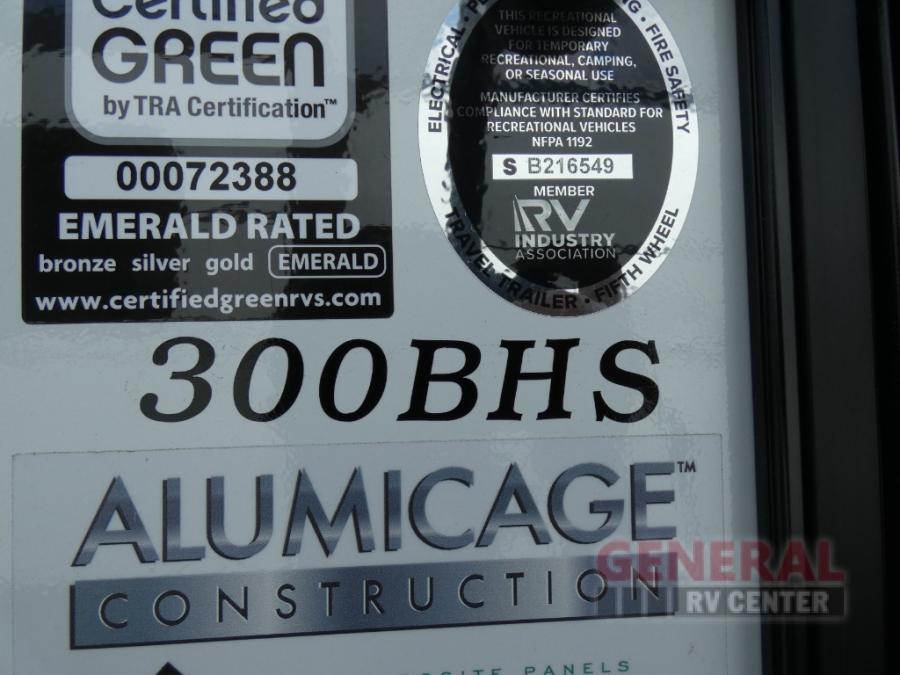 Certified
GREEN
by TRA Certification™
00072388
EMERALD RATED
bronze silver gold EMERALD
www.certifiedgreenrvs.com
ELECTRICAL
FIRE SAFETY
THIS RECREATIONAL
VEHICLE IS DESIGNED
FOR TEMPORARY
RECREATIONAL, CAMPING,
OR SEASONAL USE
MANUFACTURER CERTIFIES
COMPLIANCE WITH STANDARD FOR
RECREATIONAL VEHICLES
NFPA 1192
S B216549
MEMBER
RV
INDUSTRY
ASSOCIATION
TRAVEL TRAILER • FIFTH WHEEL
300BHS
ALUMICAGE™
CONSTRUCTION
PANELS
GENERAL
RV CENTER